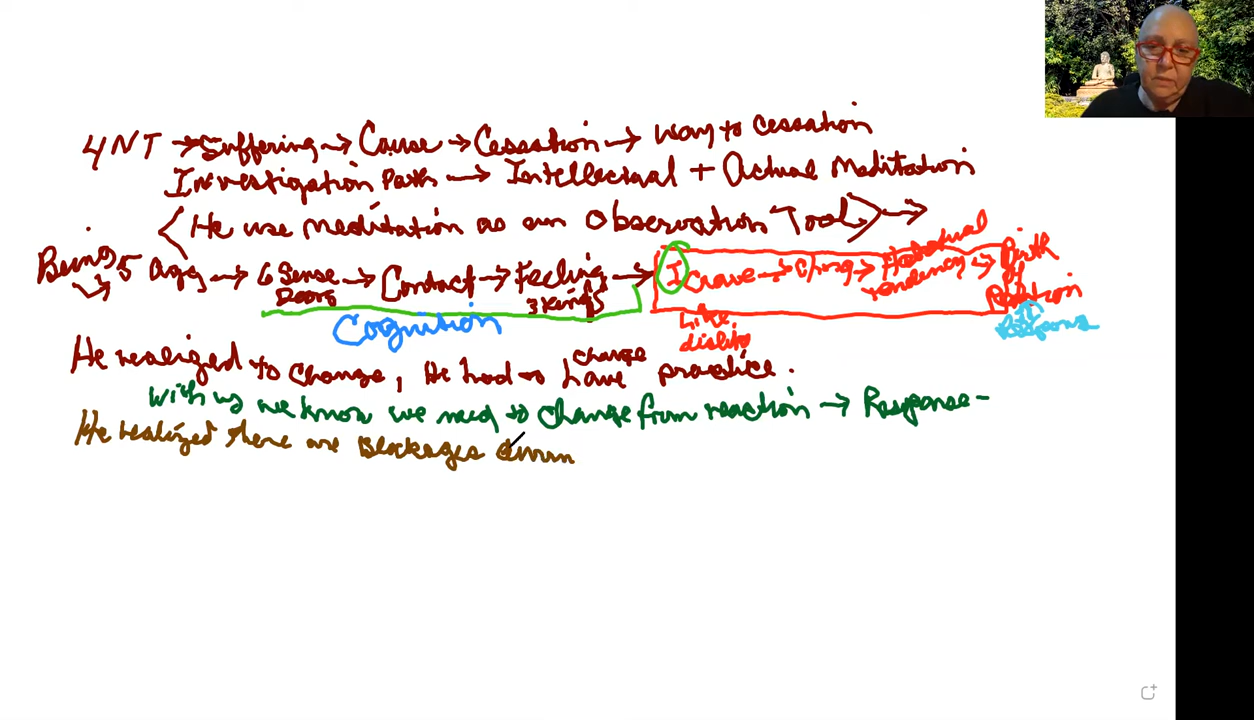 4NT → Suffering → Cause → Cessation → Way to cessation
Investigation Path → Intellectual + Actual Meditation
He use meditation as an Observation Tool →
Being 5 agg → 6 Sense Doors → Contact → Feeling 3 kinds → I Crave → Cling → Habitual tendency → Birth of Reaction
Cognition
Like
dislike
Response
He realized to change, He had to have change practice.
With us we know we need to change from reaction → Response -
He realized there are Blockages